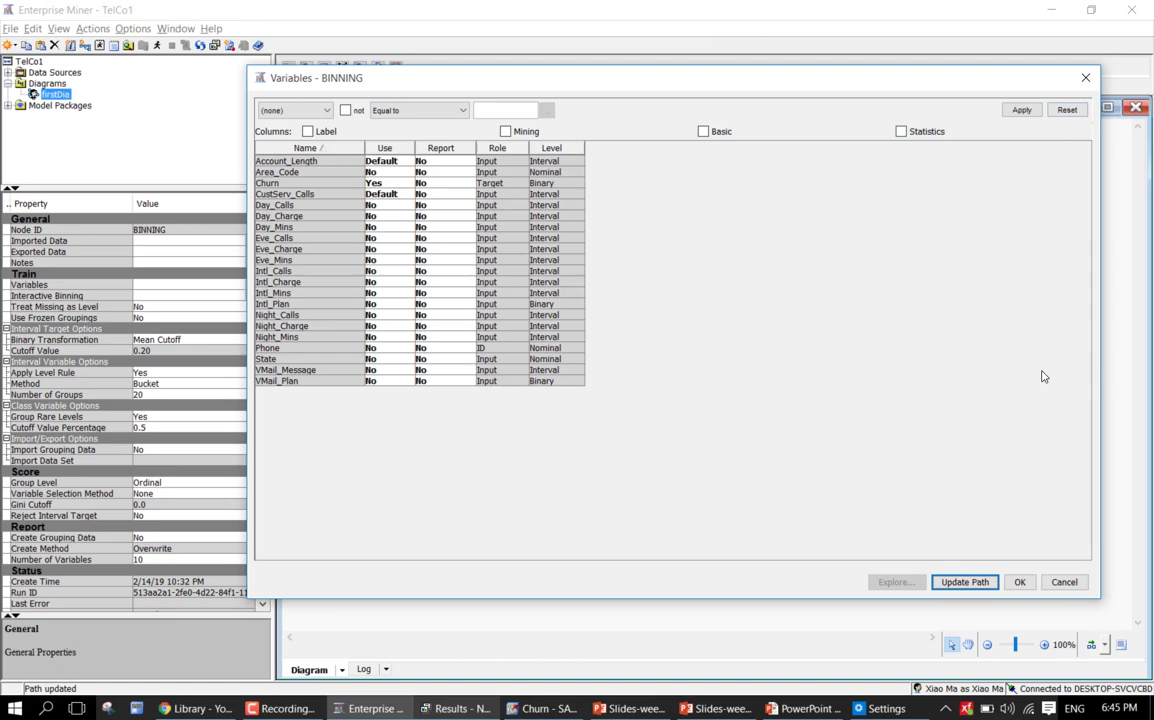 Enterprise Miner - TelCo1
File Edit View Actions Options Window Help
TelCo1
Data Sources
Diagrams
firstDia
Model Packages
.. Property Value
General
Node ID BINNING
Imported Data
Exported Data
Notes
Train
Variables
Interactive Binning
Treat Missing as Level No
Use Frozen Groupings No
Interval Target Options
Binary Transformation Mean Cutoff
Cutoff Value 0.20
Interval Variable Options
Apply Level Rule Yes
Method Bucket
Number of Groups 20
Class Variable Options
Group Rare Levels Yes
Cutoff Value Percentage 0.5
Import/Export Options
Import Grouping Data No
Import Data Set
Score
Group Level Ordinal
Variable Selection Method None
Gini Cutoff 0.0
Reject Interval Target No
Report
Create Grouping Data No
Create Method Overwrite
Number of Variables 10
Status
Create Time 2/14/19 10:32 PM
Run ID 513aa2a1-2fe0-4d22-84f1-11
Last Error
General
General Properties
Path updated
Variables - BINNING
(none) not Equal to ... Apply Reset
Columns: Label Mining Basic Statistics
Name / Use Report Role Level
Account_Length Default No Input Interval
Area_Code No No Input Nominal
Churn Yes No Target Binary
CustServ_Calls Default No Input Interval
Day_Calls No No Input Interval
Day_Charge No No Input Interval
Day_Mins No No Input Interval
Eve_Calls No No Input Interval
Eve_Charge No No Input Interval
Eve_Mins No No Input Interval
Intl_Calls No No Input Interval
Intl_Charge No No Input Interval
Intl_Mins No No Input Interval
Intl_Plan No No Input Binary
Night_Calls No No Input Interval
Night_Charge No No Input Interval
Night_Mins No No Input Interval
Phone No No ID Nominal
State No No Input Nominal
VMail_Message No No Input Interval
VMail_Plan No No Input Binary
Explore... Update Path OK Cancel
100%
Diagram Log
Xiao Ma as Xiao Ma Connected to DESKTOP-SVCVCBD
Library - Yo... Recording... Enterprise ... Results - N... Churn - SA... Slides-wee... Slides-wee... PowerPoint ... Settings ENG 6:45 PM